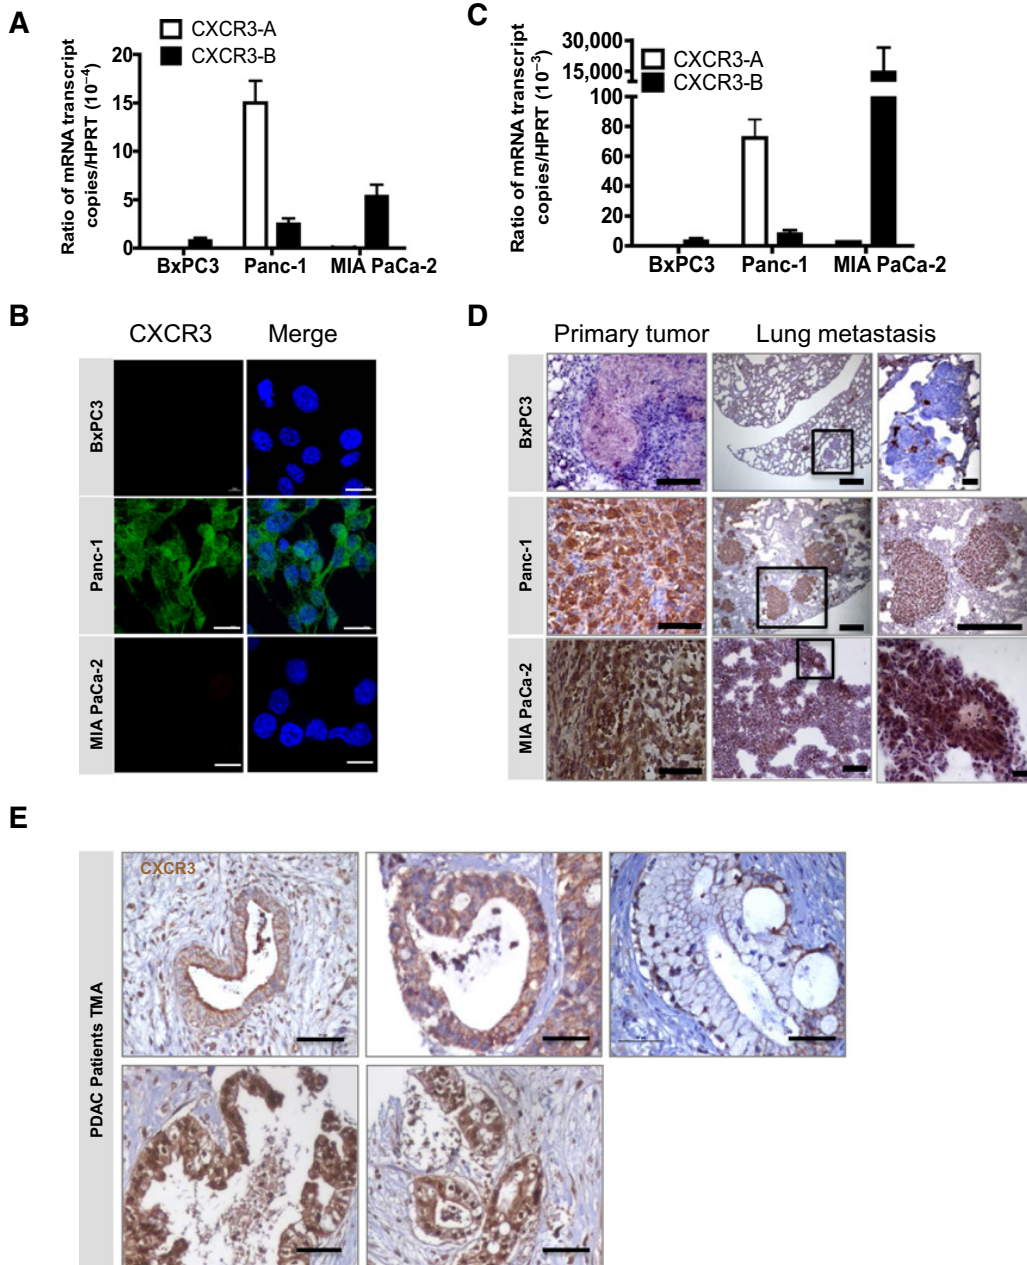 A
CXCR3-A
CXCR3-B
Ratio of mRNA transcript
copies/HPRT (10⁻⁴)
20
15
10
5
0
BxPC3 Panc-1 MIA PaCa-2
C
CXCR3-A
CXCR3-B
Ratio of mRNA transcript
copies/HPRT (10⁻³)
30,000
15,000
100
80
60
40
20
0
BxPC3 Panc-1 MIA PaCa-2
B
CXCR3 Merge
BxPC3
Panc-1
MIA PaCa-2
D
Primary tumor Lung metastasis
BxPC3
Panc-1
MIA PaCa-2
E
PDAC Patients TMA
CXCR3